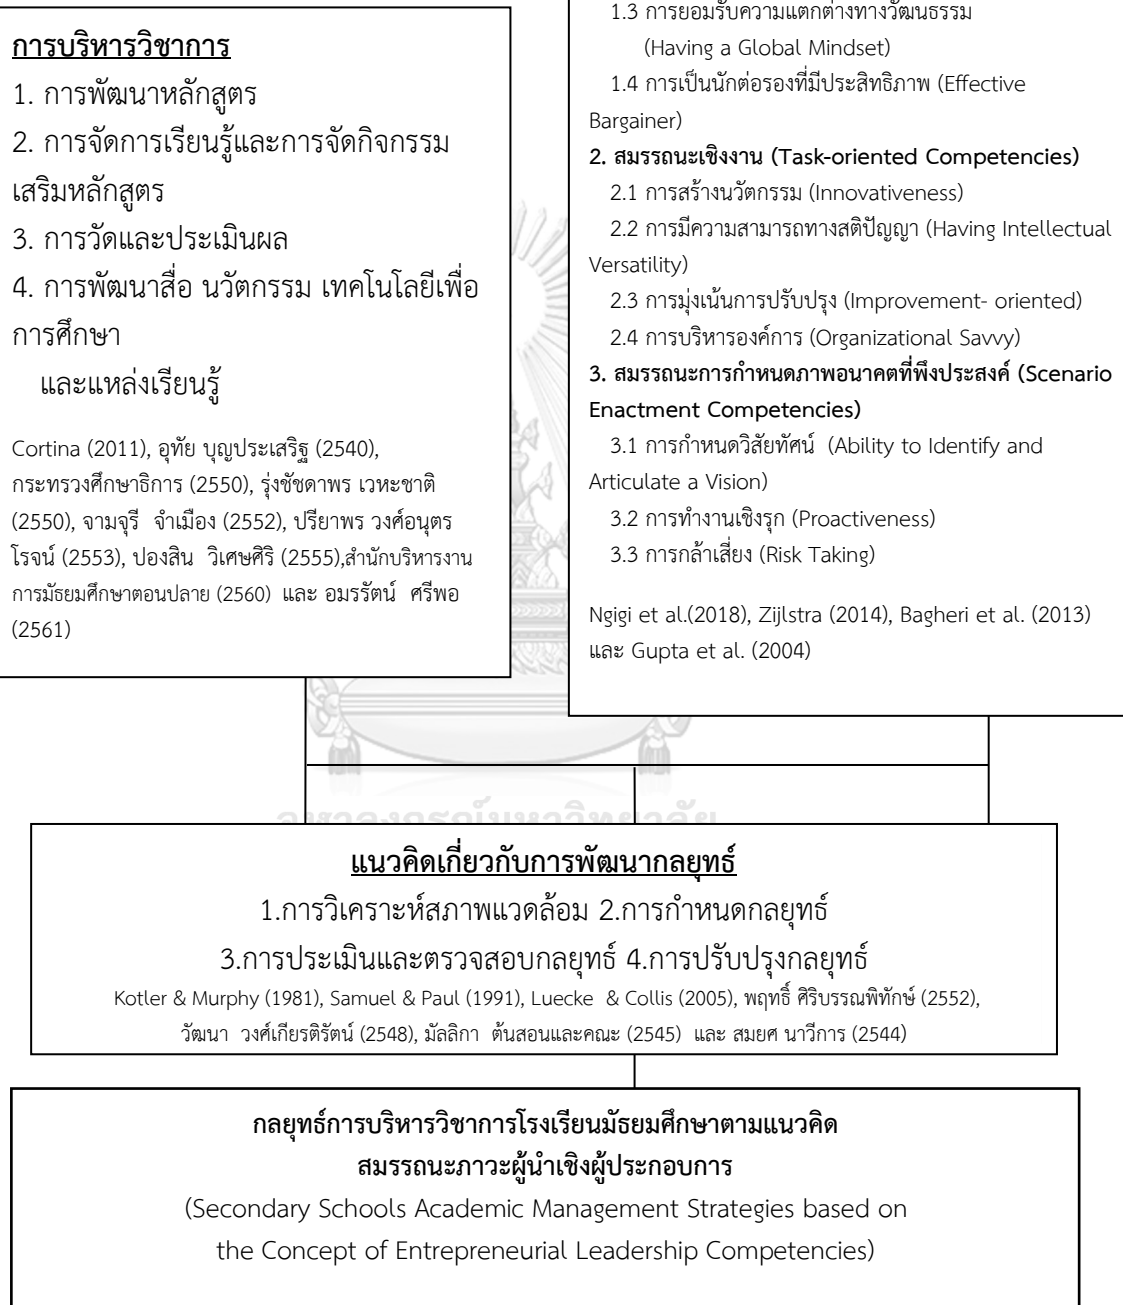 การบริหารวิชาการ
1. การพัฒนาหลักสูตร
2. การจัดการเรียนรู้และการจัดกิจกรรม
เสริมหลักสูตร
3. การวัดและประเมินผล
4. การพัฒนาสื่อ นวัตกรรม เทคโนโลยีเพื่อ
การศึกษา
และแหล่งเรียนรู้
Cortina (2011), อุทัย บุญประเสริฐ (2540),
กระทรวงศึกษาธิการ (2550), รุ่งชัชดาพร เวหะชาติ
(2550), จามจุรี จำเมือง (2552), ปรียาพร วงศ์อนุตร
โรจน์ (2553), ปองสิน วิเศษศิริ (2555),สำนักบริหารงาน
การมัธยมศึกษาตอนปลาย (2560) และ อมรรัตน์ ศรีพอ
(2561)
1.3 การยอมรับความแตกต่างทางวัฒนธรรม
(Having a Global Mindset)
1.4 การเป็นนักต่อรองที่มีประสิทธิภาพ (Effective
Bargainer)
2. สมรรถนะเชิงงาน (Task-oriented Competencies)
2.1 การสร้างนวัตกรรม (Innovativeness)
2.2 การมีความสามารถทางสติปัญญา (Having Intellectual
Versatility)
2.3 การมุ่งเน้นการปรับปรุง (Improvement- oriented)
2.4 การบริหารองค์การ (Organizational Savvy)
3. สมรรถนะการกำหนดภาพอนาคตที่พึงประสงค์ (Scenario
Enactment Competencies)
3.1 การกำหนดวิสัยทัศน์ (Ability to Identify and
Articulate a Vision)
3.2 การทำงานเชิงรุก (Proactiveness)
3.3 การกล้าเสี่ยง (Risk Taking)
Ngigi et al.(2018), Zijlstra (2014), Bagheri et al. (2013)
และ Gupta et al. (2004)
จุฬาลงกรณ์มหาวิทยาลัย
แนวคิดเกี่ยวกับการพัฒนากลยุทธ์
1.การวิเคราะห์สภาพแวดล้อม 2.การกำหนดกลยุทธ์
3.การประเมินและตรวจสอบกลยุทธ์ 4.การปรับปรุงกลยุทธ์
Kotler & Murphy (1981), Samuel & Paul (1991), Luecke & Collis (2005), พฤทธิ์ ศิริบรรณพิทักษ์ (2552),
วัฒนา วงศ์เกียรติรัตน์ (2548), มัลลิกา ต้นสอนและคณะ (2545) และ สมยศ นาวีการ (2544)
กลยุทธ์การบริหารวิชาการโรงเรียนมัธยมศึกษาตามแนวคิด
สมรรถนะภาวะผู้นำเชิงผู้ประกอบการ
(Secondary Schools Academic Management Strategies based on
the Concept of Entrepreneurial Leadership Competencies)